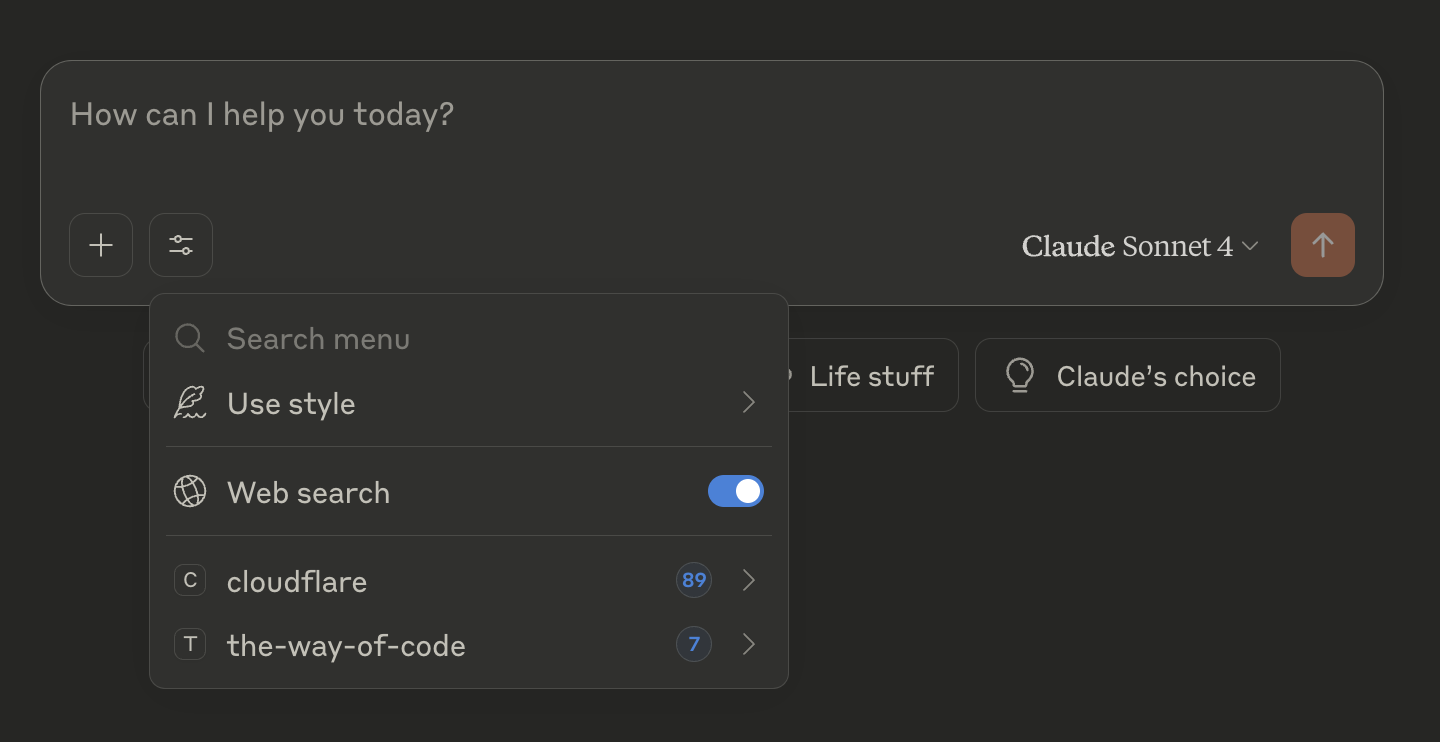 How can I help you today?
Claude Sonnet 4
Search menu
Use style
Life stuff
Claude’s choice
Web search
C cloudflare 89
T the-way-of-code 7